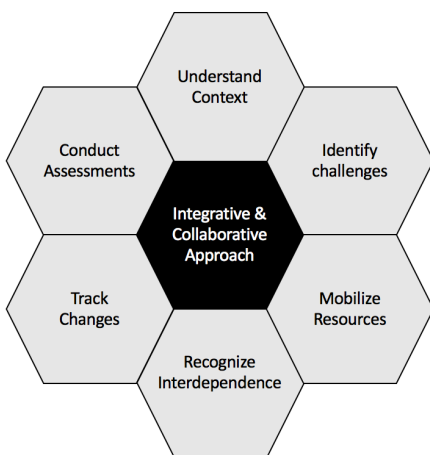 Understand
Context
Conduct
Assessments
Identify
challenges
Integrative &
Collaborative
Approach
Track
Changes
Mobilize
Resources
Recognize
Interdependence